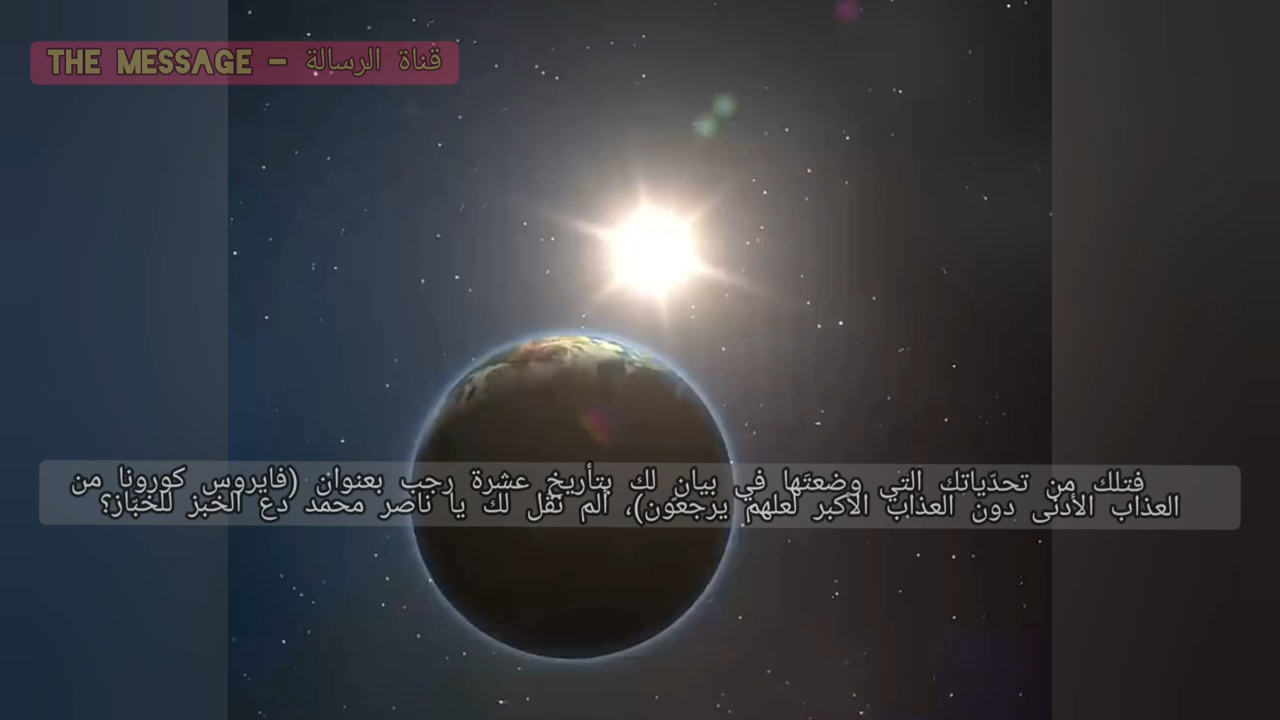 THE MESSAGE - قناة الرسالة
فتلك من تحدّياتك التي وضعتَها في بيان لك بتأريخ عشرة رجب بعنوان (فايروس كورونا من
العذاب الأدنى دون العذاب الأكبر لعلهم يرجعون)، ألم تقُل لك يا ناصر محمد دع الخبز للخبّاز؟